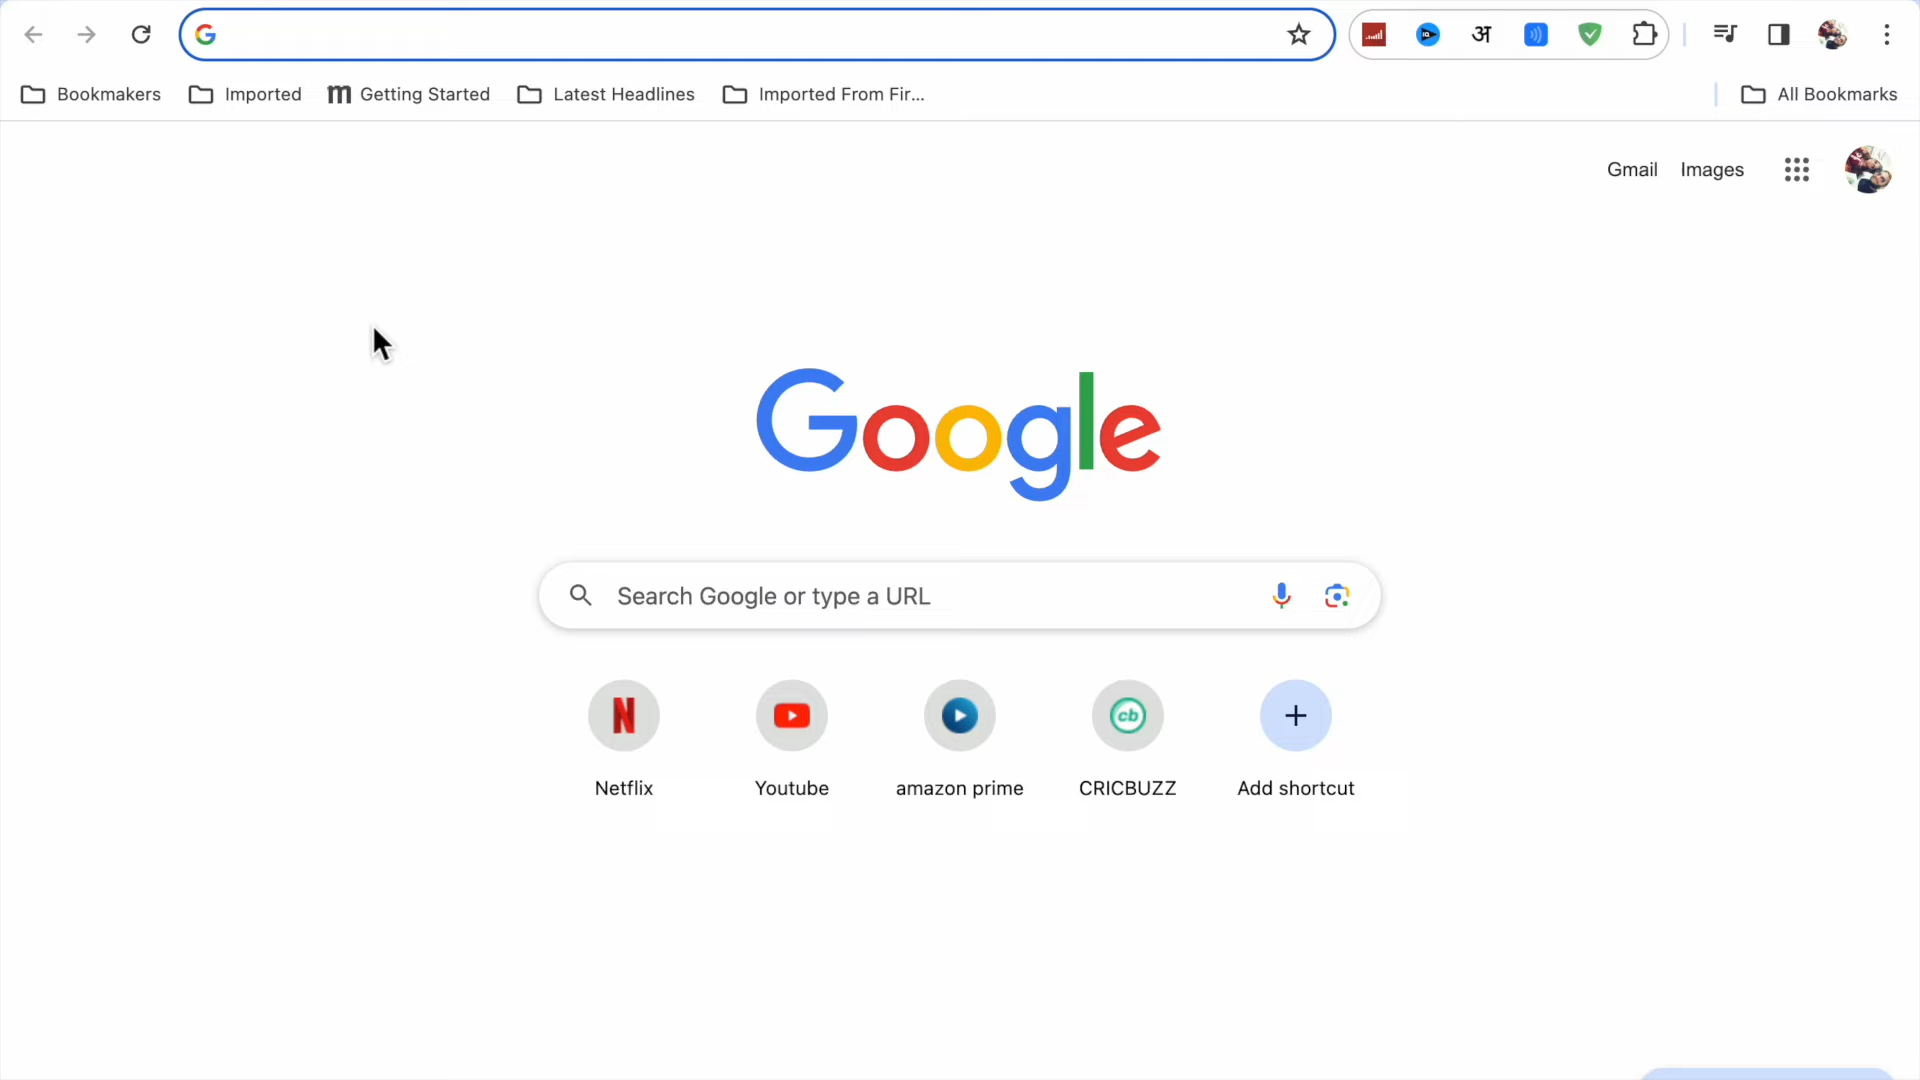 अ
Bookmakers Imported Getting Started Latest Headlines Imported From Fir... All Bookmarks
Gmail Images
Google
Search Google or type a URL
Netflix Youtube amazon prime CRICBUZZ Add shortcut